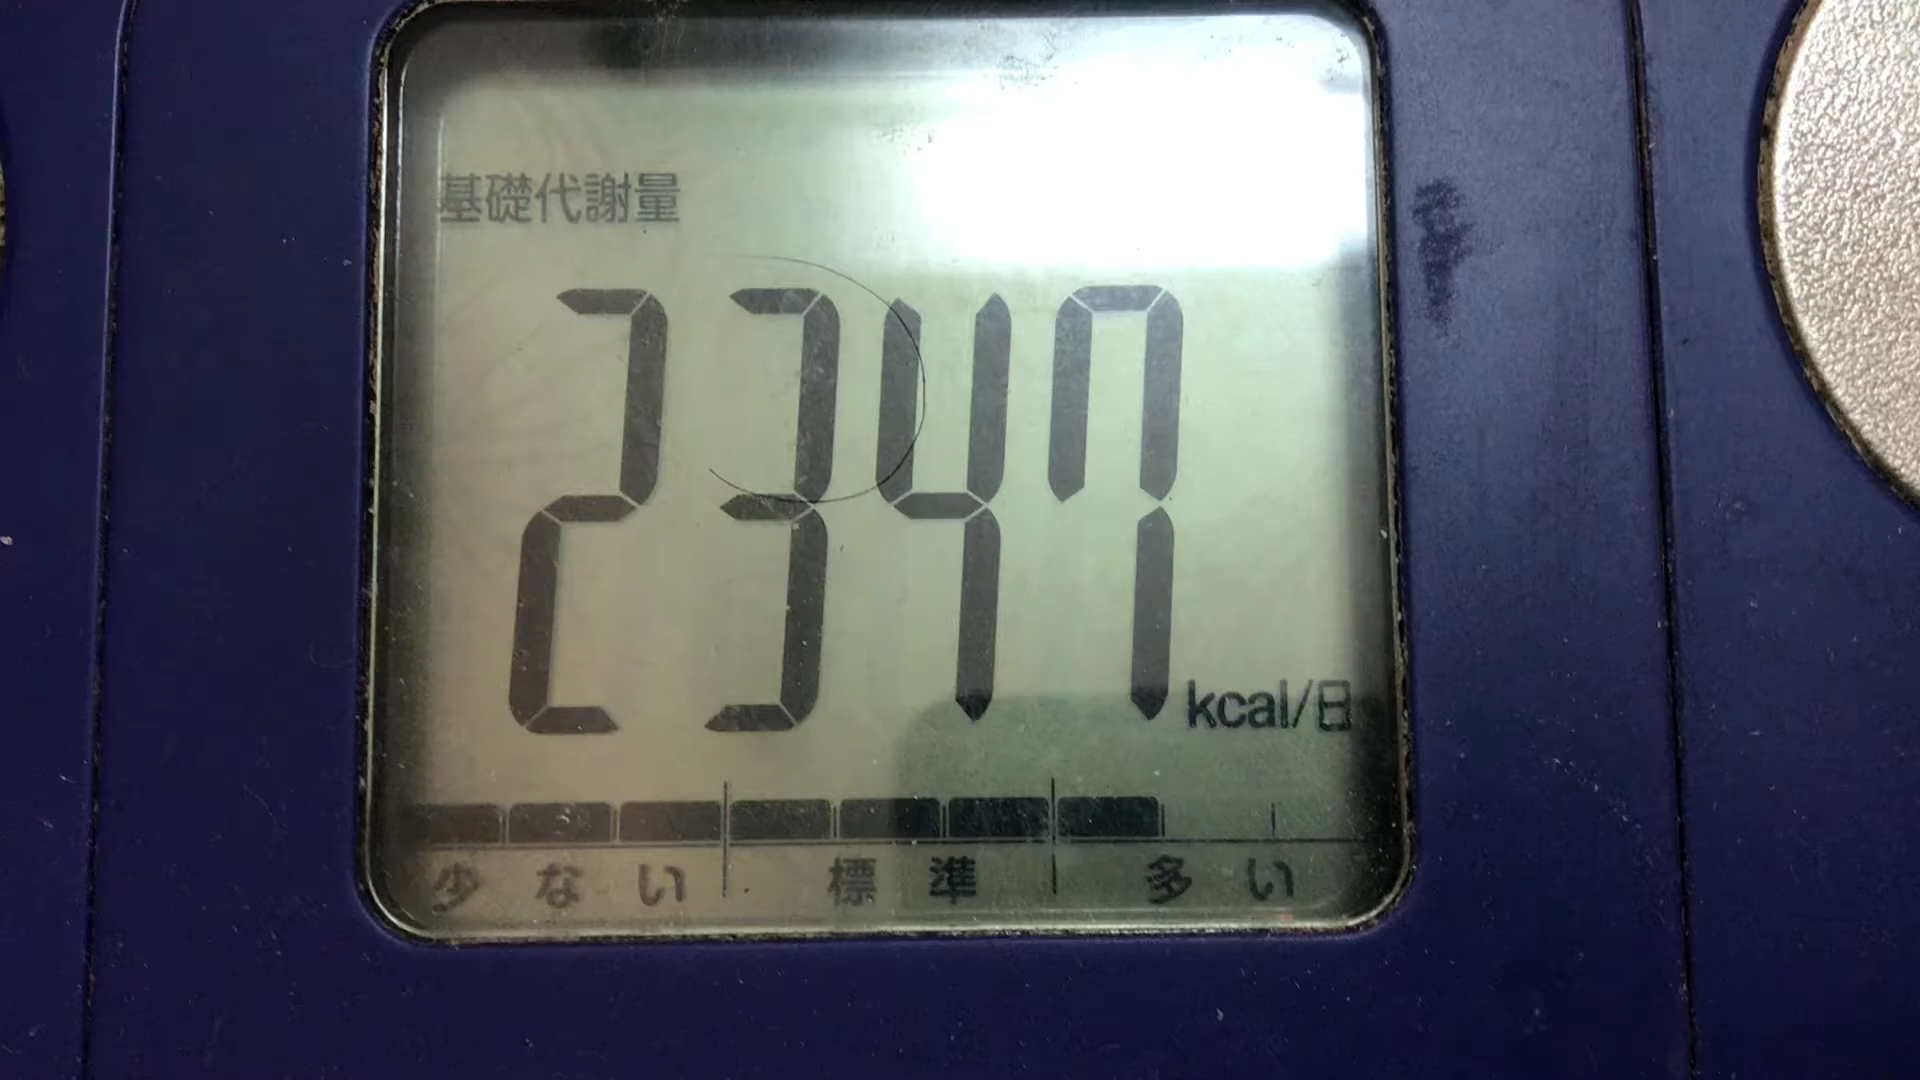 基礎代謝量
2347 kcal/日
少ない 標準 多い